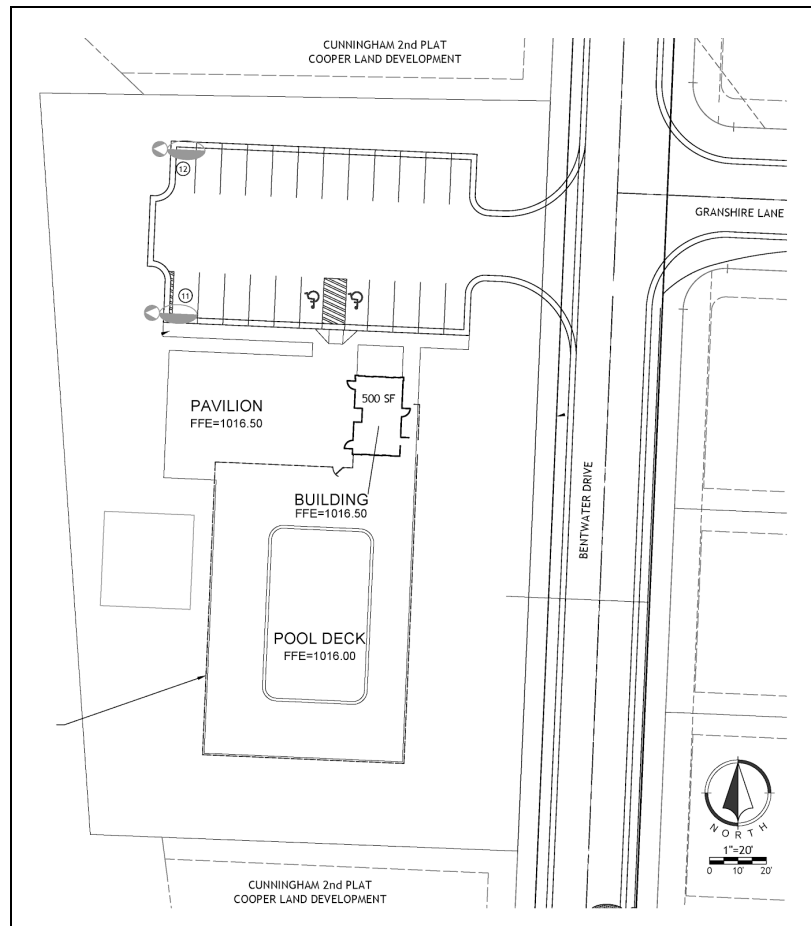 CUNNINGHAM 2nd PLAT
COOPER LAND DEVELOPMENT
12
GRANSHIRE LANE
11
500 SF
PAVILION
FFE=1016.50
BUILDING
FFE=1016.50
BENTWATER DRIVE
POOL DECK
FFE=1016.00
NORTH
1"=20'
0 10' 20'
CUNNINGHAM 2nd PLAT
COOPER LAND DEVELOPMENT